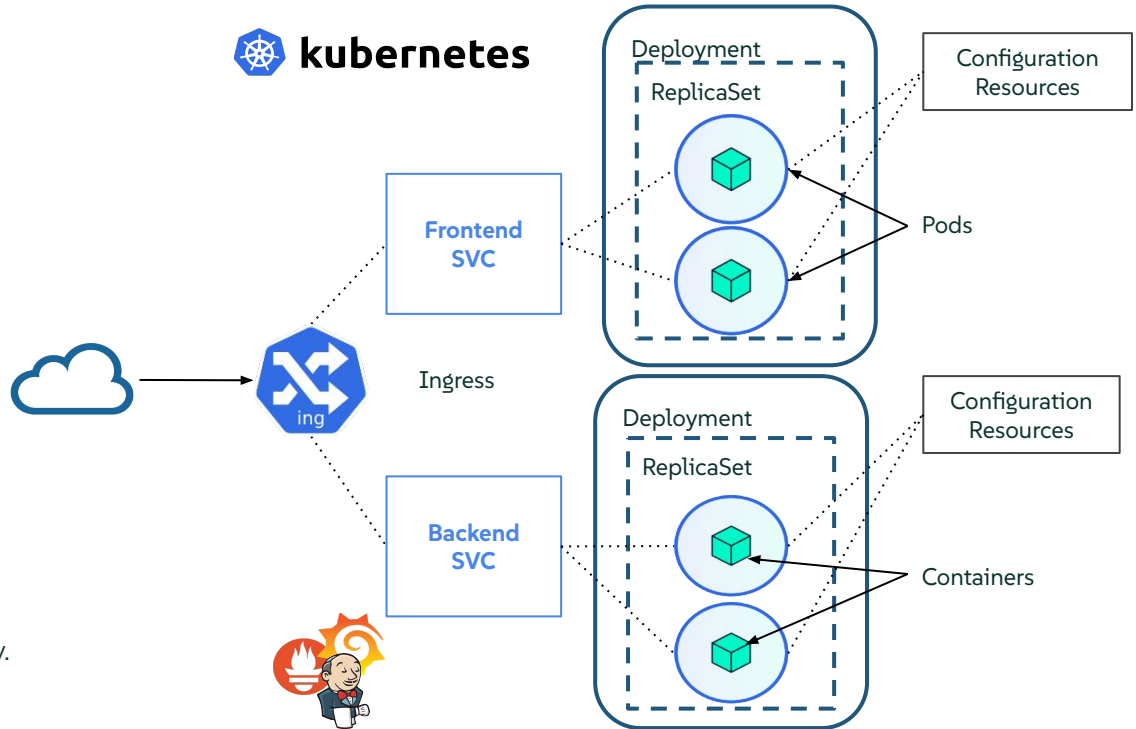 kubernetes
Deployment
ReplicaSet
Configuration
Resources
Frontend
SVC
Pods
Ingress
ing
Deployment
ReplicaSet
Configuration
Resources
Backend
SVC
Containers
y.